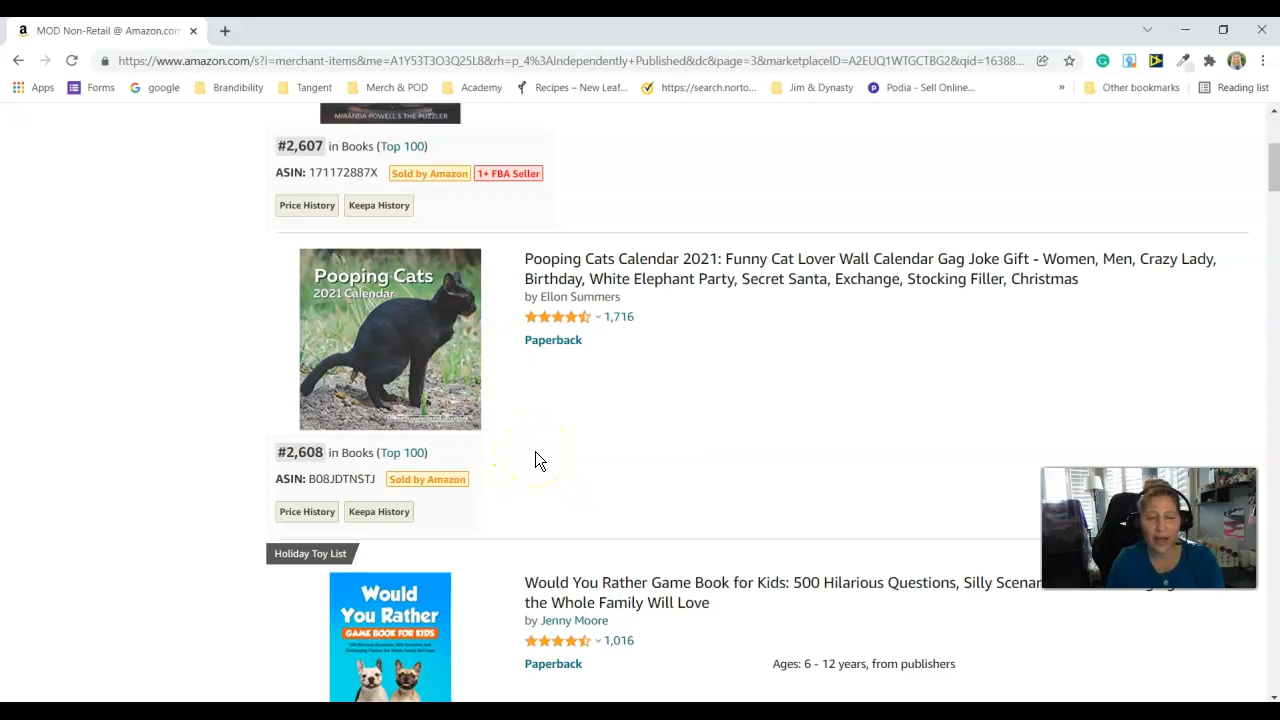 MOD Non-Retail @ Amazon.com
https://www.amazon.com/s?i=merchant-items&me=A1Y53T3O3Q25L8&rh=p_4%3AIndependently+Published&dc&page=3&marketplaceID=A2EUQ1WTGCTBG2&qid=16388...
Apps
Forms
google
Brandibility
Tangent
Merch & POD
Academy
Recipes – New Leaf...
https://search.norto...
Jim & Dynasty
Podia - Sell Online...
»
Other bookmarks
Reading list
MIRANDA POWELL & THE PUZZLER
#2,607 in Books (Top 100)
ASIN: 171172887X Sold by Amazon 1+ FBA Seller
Price History Keepa History
Pooping Cats
2021 Calendar
Pooping Cats Calendar 2021: Funny Cat Lover Wall Calendar Gag Joke Gift - Women, Men, Crazy Lady,
Birthday, White Elephant Party, Secret Santa, Exchange, Stocking Filler, Christmas
by Ellon Summers
1,716
Paperback
#2,608 in Books (Top 100)
ASIN: B08JDTNSTJ Sold by Amazon
Price History Keepa History
Holiday Toy List
Would
You Rather
GAME BOOK FOR KIDS
Would You Rather Game Book for Kids: 500 Hilarious Questions, Silly Scenar
the Whole Family Will Love
by Jenny Moore
1,016
Paperback
Ages: 6 - 12 years, from publishers